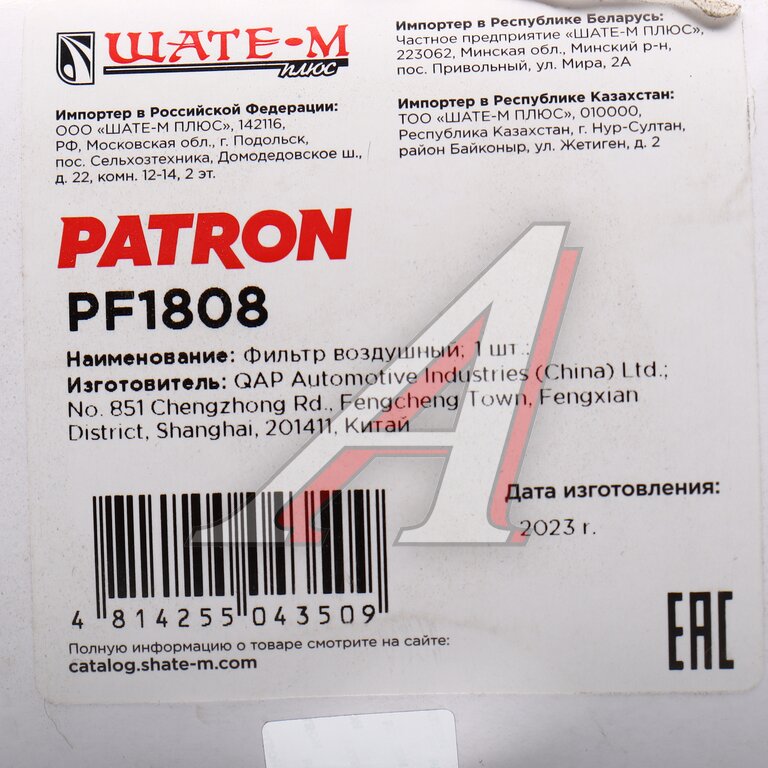 ШАТЕ-М
ПЛЮС
Импортер в Российской Федерации:
ООО «ШАТЕ-М ПЛЮС», 142116,
РФ, Московская обл., г. Подольск,
пос. Сельхозтехника, Домодедовское ш.,
д. 22, комн. 12-14, 2 эт.
Импортер в Республике Беларусь:
Частное предприятие «ШАТЕ-М ПЛЮС»,
223062, Минская обл., Минский р-н,
пос. Привольный, ул. Мира, 2А
Импортер в Республике Казахстан:
ТОО «ШАТЕ-М ПЛЮС», 010000,
Республика Казахстан, г. Нур-Султан,
район Байконыр, ул. Жетиген, д. 2
PATRON
PF1808
Наименование: Фильтр воздушный; 1 шт.;
Изготовитель: QAP Automotive Industries (China) Ltd.;
No. 851 Chengzhong Rd., Fengcheng Town, Fengxian
District, Shanghai, 201411, Китай
Дата изготовления:
2023 г.
4 814255 043509
Полную информацию о товаре смотрите на сайте:
catalog.shate-m.com
EAC